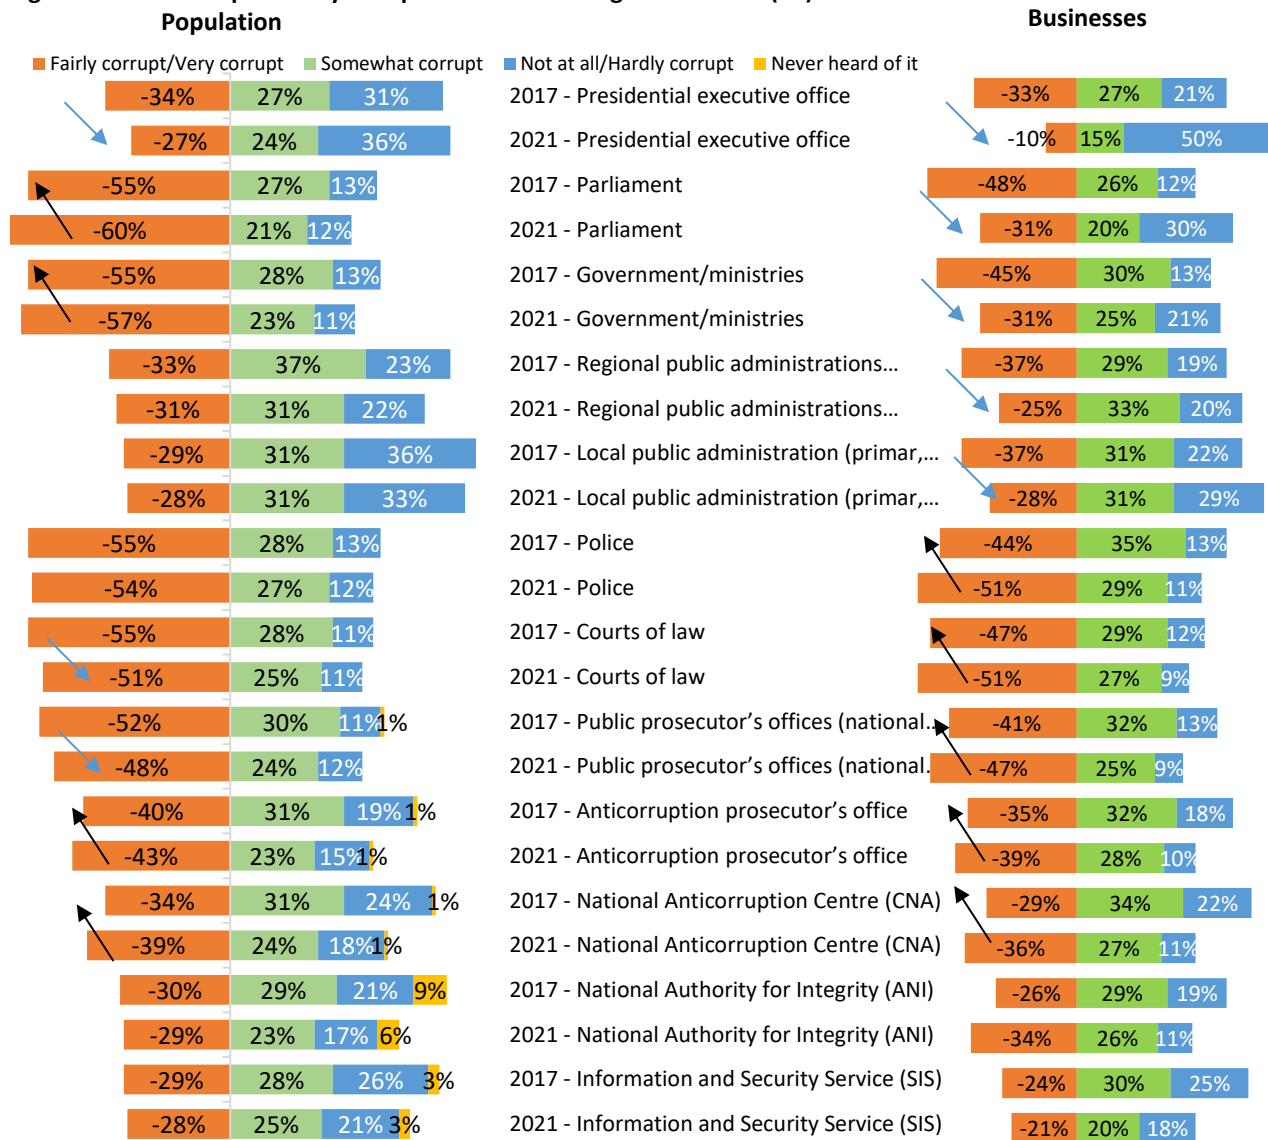 Population
Businesses
Fairly corrupt/Very corrupt Somewhat corrupt Not at all/Hardly corrupt Never heard of it
-34% 27% 31% 2017 - Presidential executive office -33% 27% 21%
-27% 24% 36% 2021 - Presidential executive office -10% 15% 50%
-55% 27% 13% 2017 - Parliament -48% 26% 12%
-60% 21% 12% 2021 - Parliament -31% 20% 30%
-55% 28% 13% 2017 - Government/ministries -45% 30% 13%
-57% 23% 11% 2021 - Government/ministries -31% 25% 21%
-33% 37% 23% 2017 - Regional public administrations... -37% 29% 19%
-31% 31% 22% 2021 - Regional public administrations... -25% 33% 20%
-29% 31% 36% 2017 - Local public administration (primar,... -37% 31% 22%
-28% 31% 33% 2021 - Local public administration (primar,... -28% 31% 29%
-55% 28% 13% 2017 - Police -44% 35% 13%
-54% 27% 12% 2021 - Police -51% 29% 11%
-55% 28% 11% 2017 - Courts of law -47% 29% 12%
-51% 25% 11% 2021 - Courts of law -51% 27% 9%
-52% 30% 11% 1% 2017 - Public prosecutor’s offices (national... -41% 32% 13%
-48% 24% 12% 2021 - Public prosecutor’s offices (national... -47% 25% 9%
-40% 31% 19% 1% 2017 - Anticorruption prosecutor’s office -35% 32% 18%
-43% 23% 15% 1% 2021 - Anticorruption prosecutor’s office -39% 28% 10%
-34% 31% 24% 1% 2017 - National Anticorruption Centre (CNA) -29% 34% 22%
-39% 24% 18% 1% 2021 - National Anticorruption Centre (CNA) -36% 27% 11%
-30% 29% 21% 9% 2017 - National Authority for Integrity (ANI) -26% 29% 19%
-29% 23% 17% 6% 2021 - National Authority for Integrity (ANI) -34% 26% 11%
-29% 28% 26% 3% 2017 - Information and Security Service (SIS) -24% 30% 25%
-28% 25% 21% 3% 2021 - Information and Security Service (SIS) -21% 20% 18%